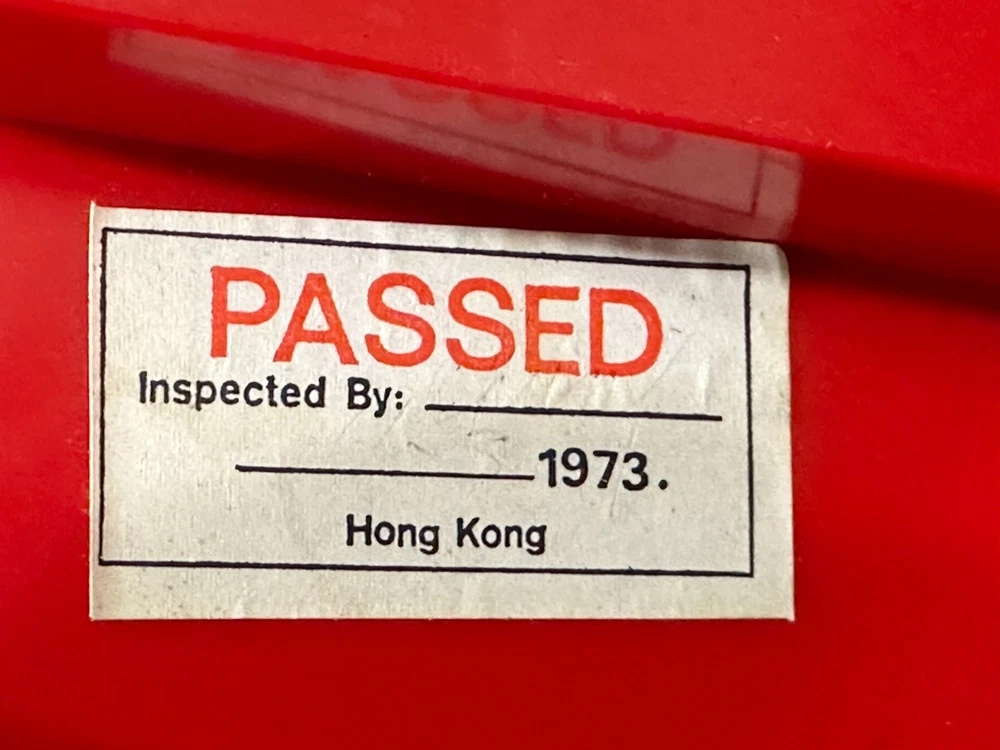 PASSED
Inspected By:
1973.
Hong Kong